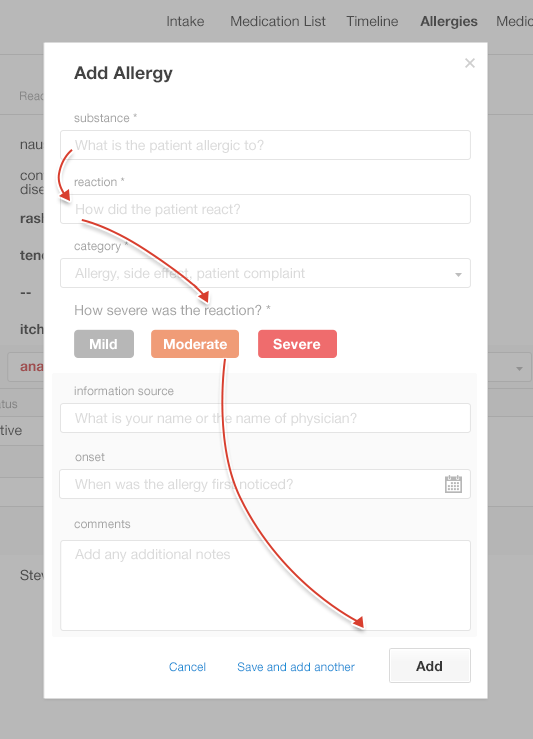 Intake Medication List Timeline Allergies Medic
Add Allergy
Reac
substance *
What is the patient allergic to?
nau
con
dise
reaction *
How did the patient react?
rash
category *
tend
Allergy, side effect, patient complaint
--
How severe was the reaction? *
itch
Mild Moderate Severe
ana
information source
atus
What is your name or the name of physician?
tive
onset
When was the allergy first noticed?
comments
Add any additional notes
Stev
Cancel Save and add another Add